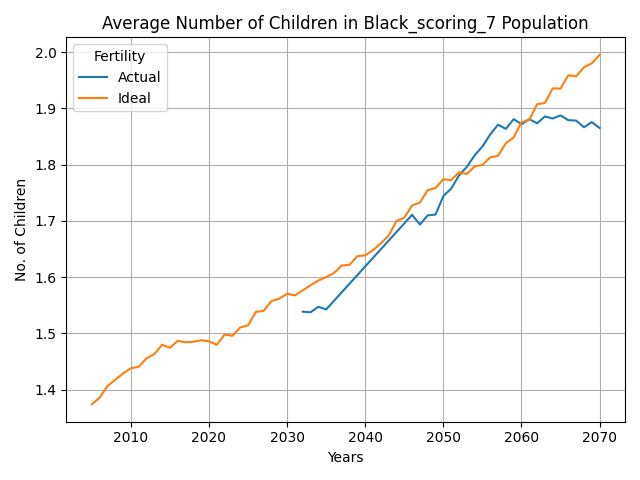 Average Number of Children in Black_scoring_7 Population
Fertility
Actual
Ideal
No. of Children
2.0
1.9
1.8
1.7
1.6
1.5
1.4
2010 2020 2030 2040 2050 2060 2070
Years